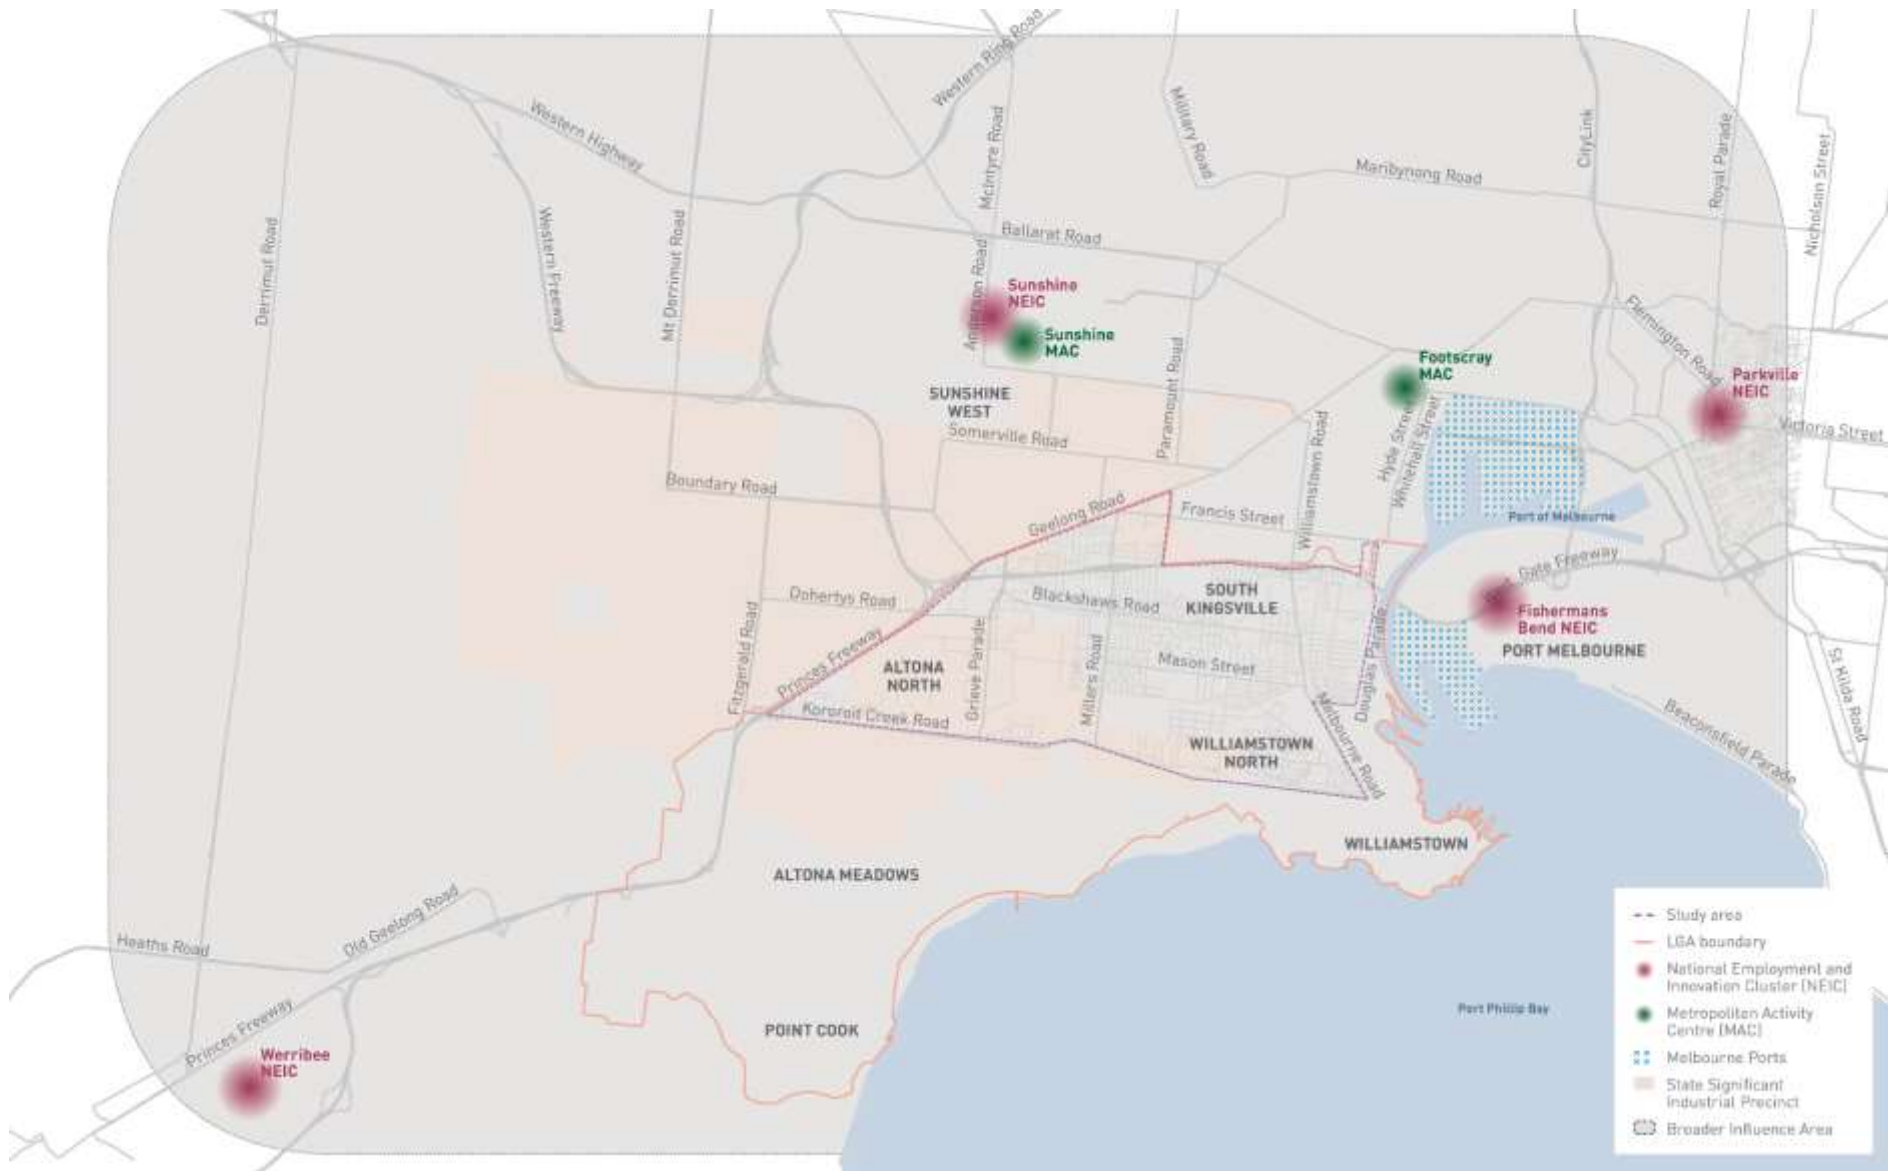 Western Ring Road
Western Highway
McIntyre Road
Military Road
Maribynong Road
CityLink
Royal Parade
Nicholson Street
Derrimut Road
Western Freeway
Mt Derrimut Road
Ballarat Road
Anderson Road
Sunshine
NEIC
Sunshine
MAC
Paramount Road
Footscray
MAC
Flemington Road
Parkville
NEIC
Victoria Street
SUNSHINE
WEST
Somerville Road
Williamstown Road
Hyde Street
Whitehall Street
Boundary Road
Geelong Road
Francis Street
Port of Melbourne
Gate Freeway
Dohertys Road
Blackshaws Road
SOUTH
KINGSVILLE
Fishermans
Bend NEIC
PORT MELBOURNE
Fitzgerald Road
Princes Freeway
ALTONA
NORTH
Grieve Parade
Millers Road
Mason Street
Douglas Parade
St Kilda Road
Kororoit Creek Road
Melbourne Road
Beaconsfield Parade
WILLIAMSTOWN
NORTH
WILLIAMSTOWN
ALTONA MEADOWS
Heaths Road
Old Geelong Road
Princes Freeway
POINT COOK
Port Phillip Bay
Werribee
NEIC
Study area
LGA boundary
National Employment and
Innovation Cluster (NEIC)
Metropolitan Activity
Centre (MAC)
Melbourne Ports
State Significant
Industrial Precinct
Broader Influence Area